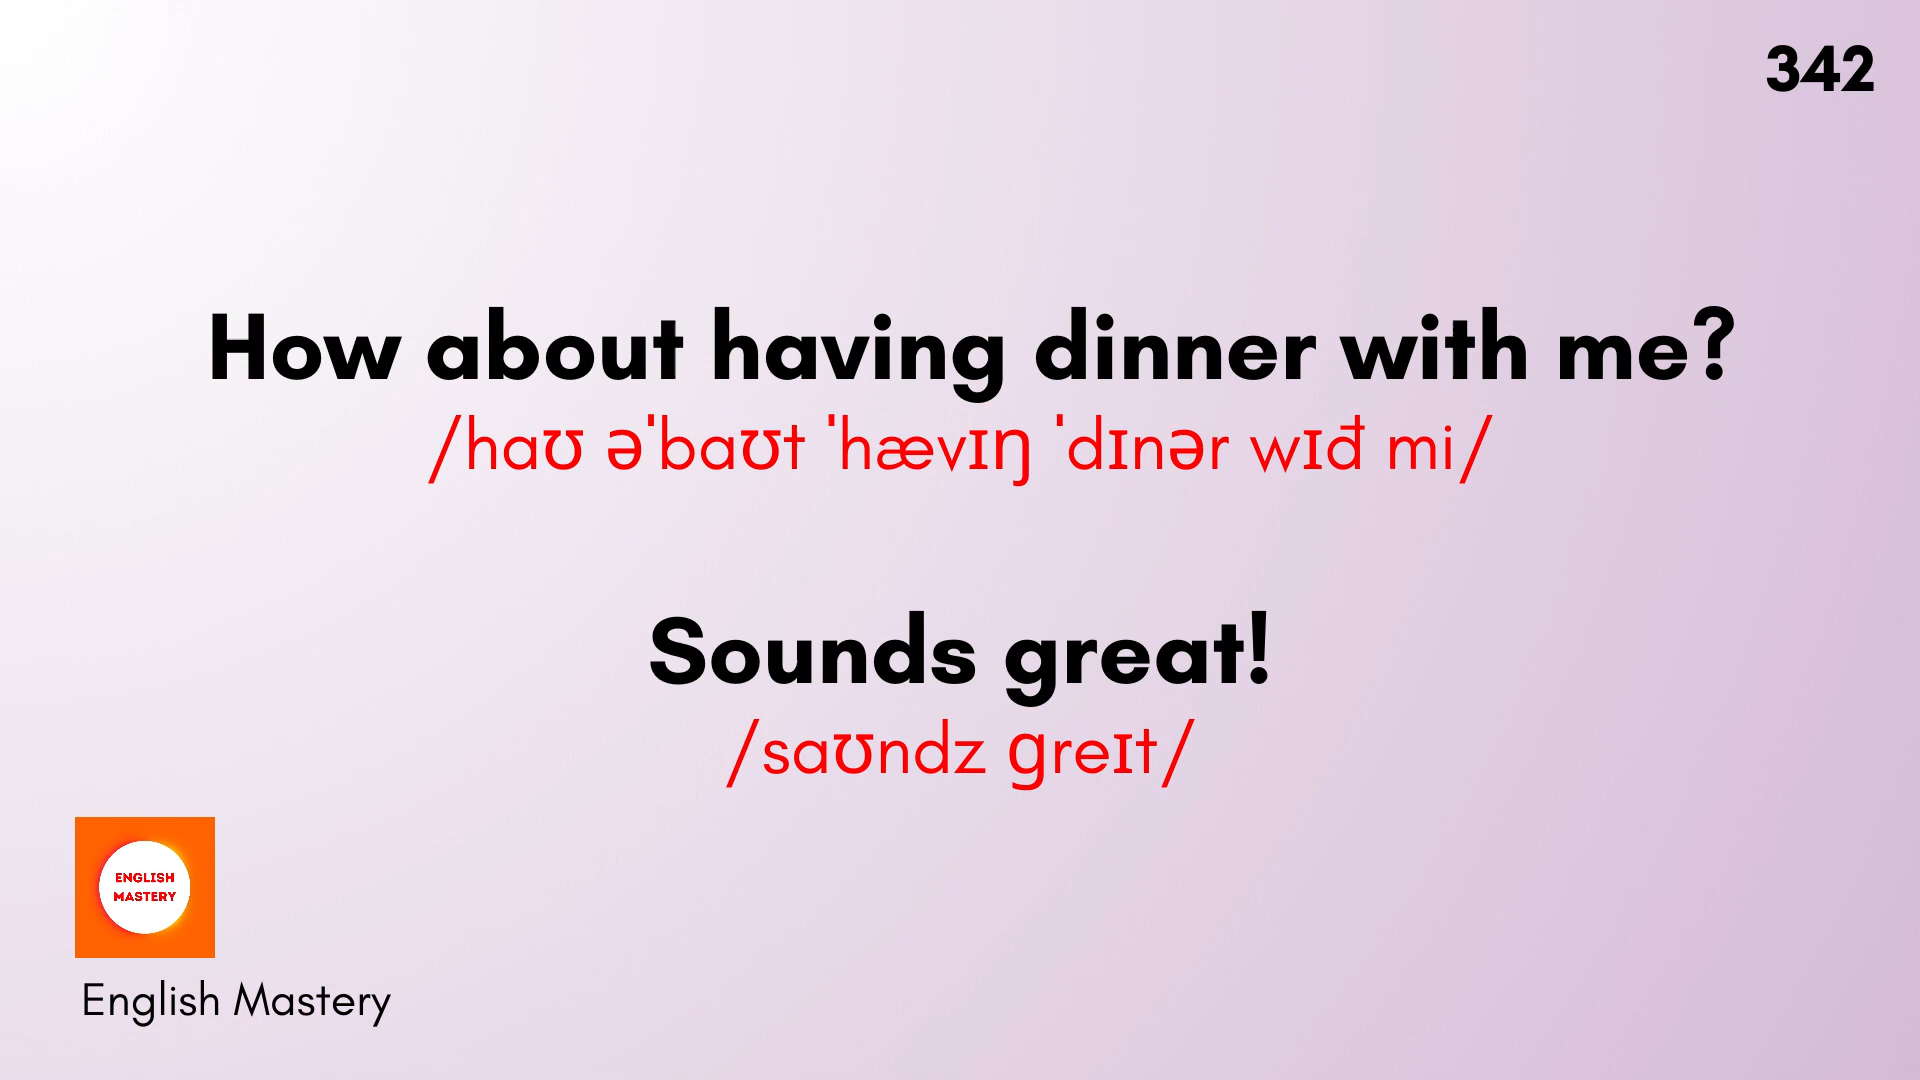 342
How about having dinner with me?
/haʊ əˈbaʊt ˈhævɪŋ ˈdɪnər wɪđ mi/
Sounds great!
/saʊndz ɡreɪt/
ENGLISH
MASTERY
English Mastery